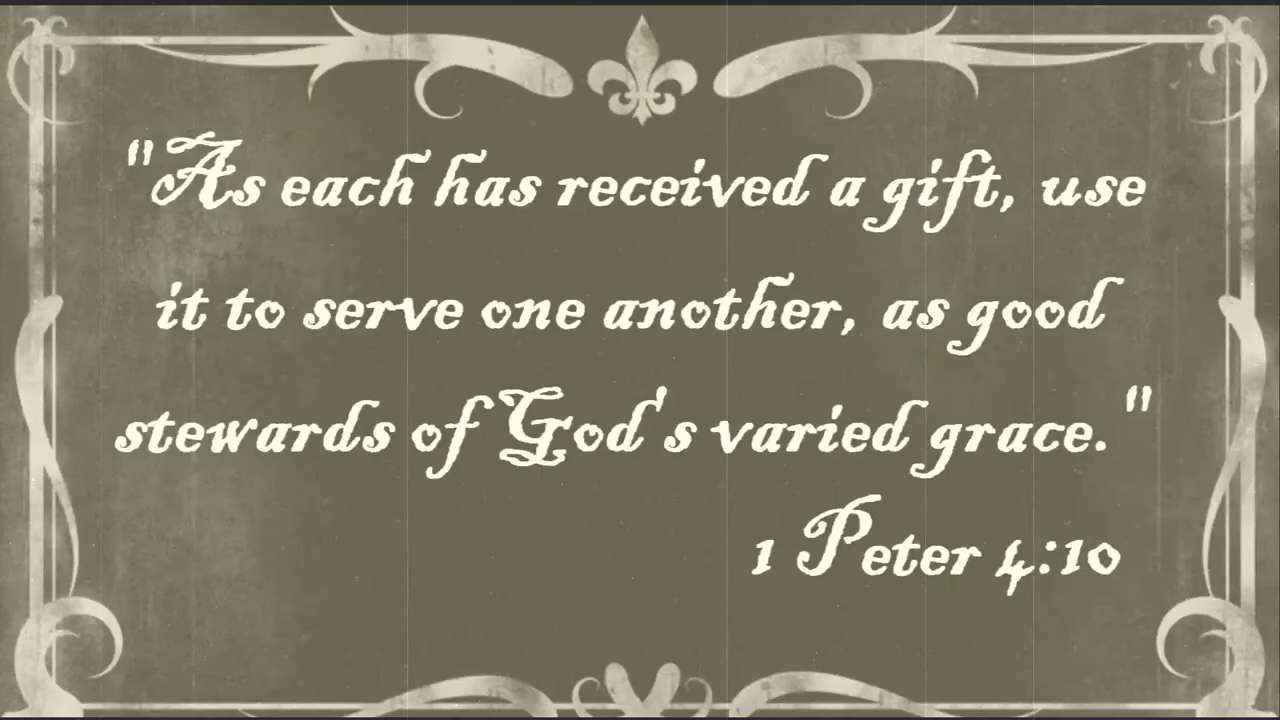 "As each has received a gift, use
it to serve one another, as good
stewards of God's varied grace."
1 Peter 4:10